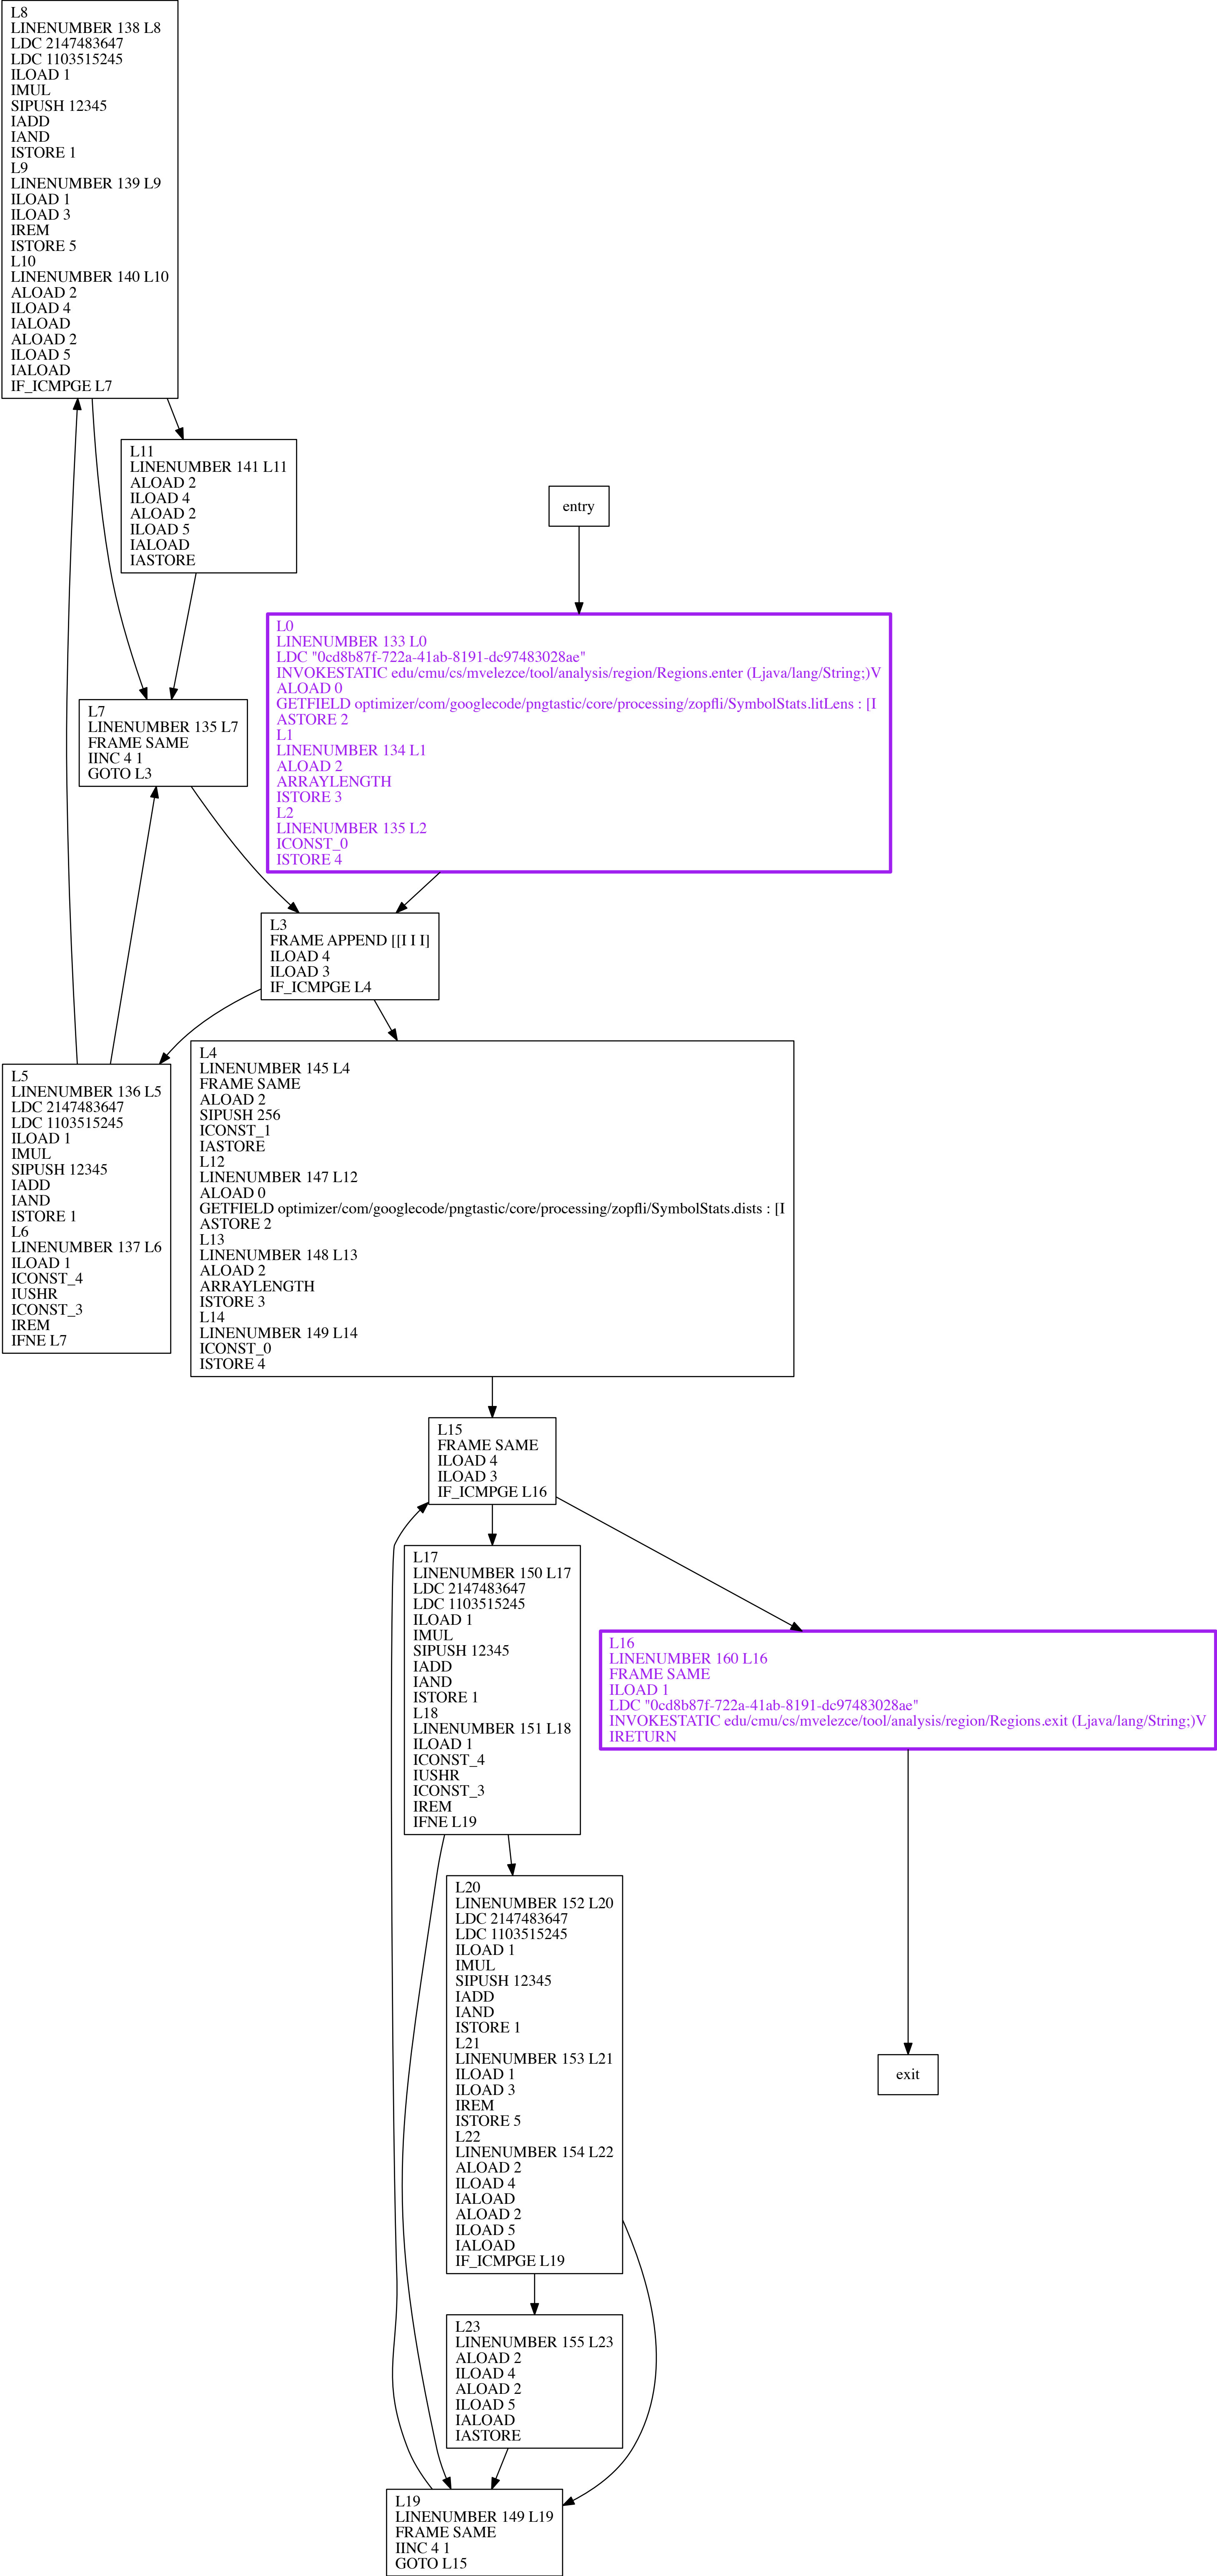 L8
LINENUMBER 138 L8
LDC 2147483647
LDC 1103515245
ILOAD 1
IMUL
SIPUSH 12345
IADD
IAND
ISTORE 1
L9
LINENUMBER 139 L9
ILOAD 1
ILOAD 3
IREM
ISTORE 5
L10
LINENUMBER 140 L10
ALOAD 2
ILOAD 4
IALOAD
ALOAD 2
ILOAD 5
IALOAD
IF_ICMPGE L7
L11
LINENUMBER 141 L11
ALOAD 2
ILOAD 4
ALOAD 2
ILOAD 5
IALOAD
IASTORE
entry
L0
LINENUMBER 133 L0
LDC "0cd8b87f-722a-41ab-8191-dc97483028ae"
INVOKESTATIC edu/cmu/cs/mvelezce/tool/analysis/region/Regions.enter (Ljava/lang/String;)V
ALOAD 0
GETFIELD optimizer/com/googlecode/pngtastic/core/processing/zopfli/SymbolStats.litLens : [I
ASTORE 2
L1
LINENUMBER 134 L1
ALOAD 2
ARRAYLENGTH
ISTORE 3
L2
LINENUMBER 135 L2
ICONST_0
ISTORE 4
L7
LINENUMBER 135 L7
FRAME SAME
IINC 4 1
GOTO L3
L3
FRAME APPEND [[I I I]
ILOAD 4
ILOAD 3
IF_ICMPGE L4
L5
LINENUMBER 136 L5
LDC 2147483647
LDC 1103515245
ILOAD 1
IMUL
SIPUSH 12345
IADD
IAND
ISTORE 1
L6
LINENUMBER 137 L6
ILOAD 1
ICONST_4
IUSHR
ICONST_3
IREM
IFNE L7
L4
LINENUMBER 145 L4
FRAME SAME
ALOAD 2
SIPUSH 256
ICONST_1
IASTORE
L12
LINENUMBER 147 L12
ALOAD 0
GETFIELD optimizer/com/googlecode/pngtastic/core/processing/zopfli/SymbolStats.dists : [I
ASTORE 2
L13
LINENUMBER 148 L13
ALOAD 2
ARRAYLENGTH
ISTORE 3
L14
LINENUMBER 149 L14
ICONST_0
ISTORE 4
L15
FRAME SAME
ILOAD 4
ILOAD 3
IF_ICMPGE L16
L17
LINENUMBER 150 L17
LDC 2147483647
LDC 1103515245
ILOAD 1
IMUL
SIPUSH 12345
IADD
IAND
ISTORE 1
L18
LINENUMBER 151 L18
ILOAD 1
ICONST_4
IUSHR
ICONST_3
IREM
IFNE L19
L16
LINENUMBER 160 L16
FRAME SAME
ILOAD 1
LDC "0cd8b87f-722a-41ab-8191-dc97483028ae"
INVOKESTATIC edu/cmu/cs/mvelezce/tool/analysis/region/Regions.exit (Ljava/lang/String;)V
IRETURN
L20
LINENUMBER 152 L20
LDC 2147483647
LDC 1103515245
ILOAD 1
IMUL
SIPUSH 12345
IADD
IAND
ISTORE 1
L21
LINENUMBER 153 L21
ILOAD 1
ILOAD 3
IREM
ISTORE 5
L22
LINENUMBER 154 L22
ALOAD 2
ILOAD 4
IALOAD
ALOAD 2
ILOAD 5
IALOAD
IF_ICMPGE L19
exit
L23
LINENUMBER 155 L23
ALOAD 2
ILOAD 4
ALOAD 2
ILOAD 5
IALOAD
IASTORE
L19
LINENUMBER 149 L19
FRAME SAME
IINC 4 1
GOTO L15